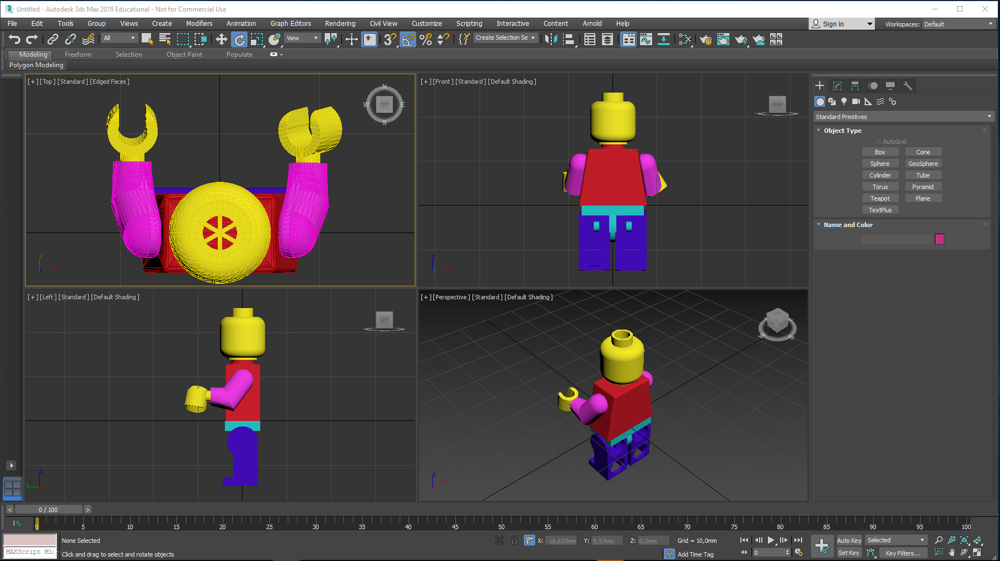 Untitled - Autodesk 3ds Max 2019 Educational - Not for Commercial Use
File Edit Tools Group Views Create Modifiers Animation Graph Editors Rendering Civil View Customize Scripting Interactive Content Arnold Help
Sign In Workspaces: Default
All View Create Selection Se
Modeling Freeform Selection Object Paint Populate
Polygon Modeling
[+] [Top] [Standard] [Edged Faces]
N
W TOP E
S
y
[+] [Front] [Standard] [Default Shading]
FRONT
z
[+] [Left] [Standard] [Default Shading]
LEFT
z
y
[+] [Perspective] [Standard] [Default Shading]
W S
z
Standard Primitives
Object Type
AutoGrid
Box Cone
Sphere GeoSphere
Cylinder Tube
Torus Pyramid
Teapot Plane
TextPlus
Name and Color
< 0 / 100 >
0 5 10 15 20 25 30 35 40 45 50 55 60 65 70 75 80 85 90 95 100
None Selected X: -18,637mm Y: 9,57mm Z: 0,0mm Grid = 10,0mm Auto Key Selected
MAXScript Mi
Click and drag to select and rotate objects Add Time Tag 0 Set Key Key Filters...